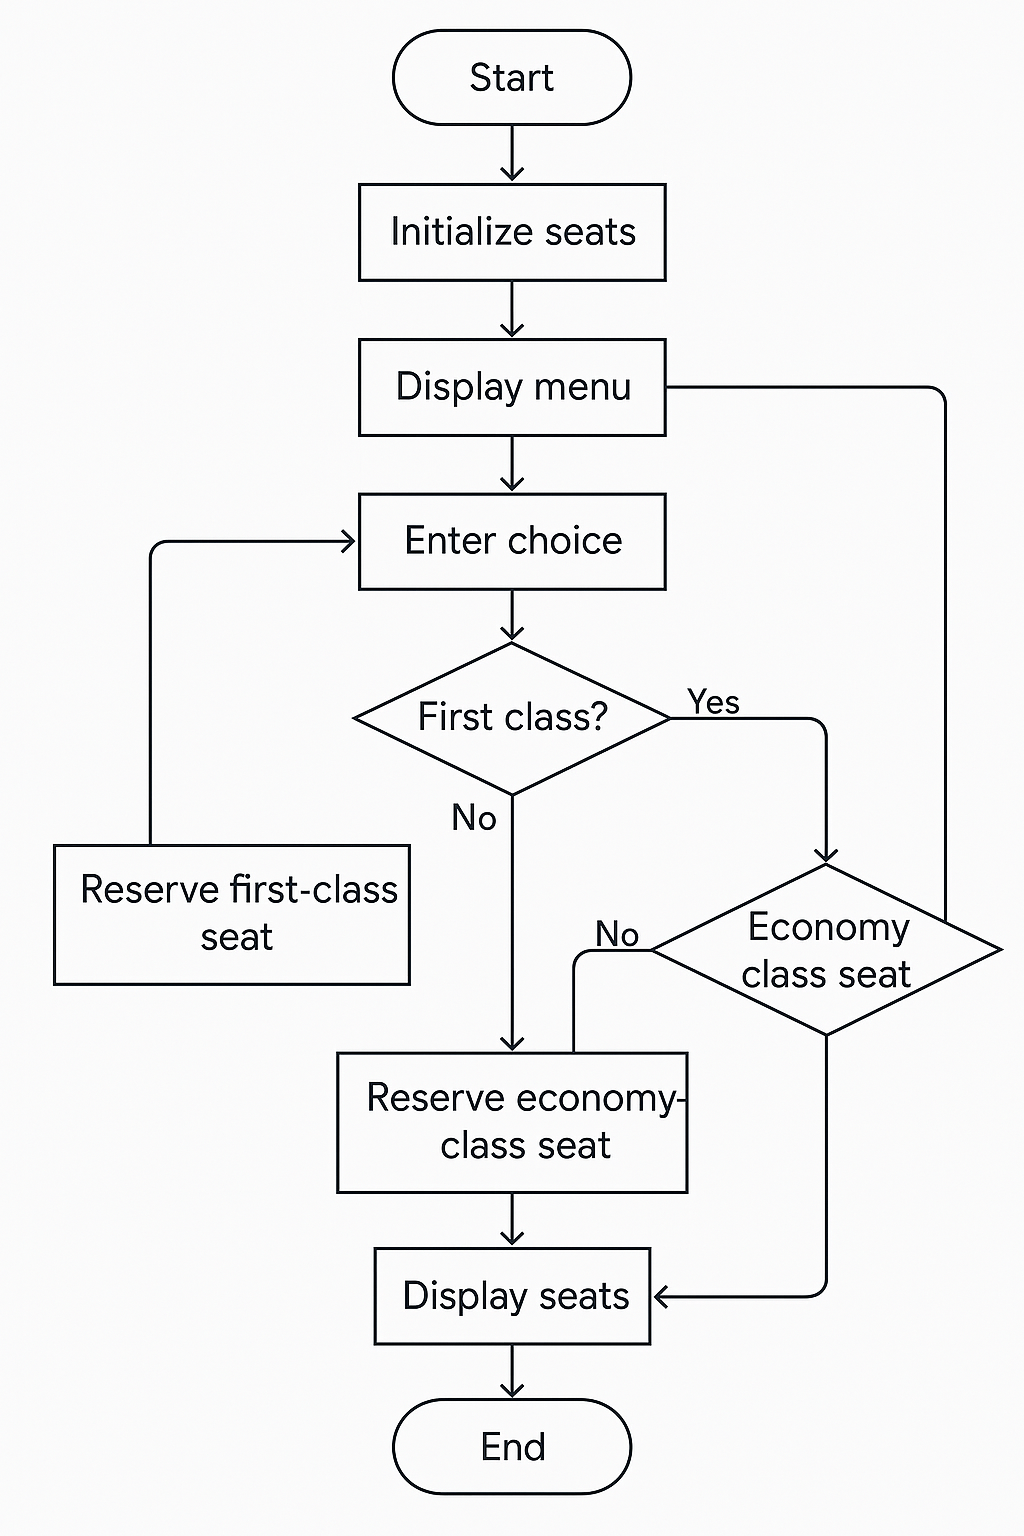 Start
Initialize seats
Display menu
Enter choice
First class?
Yes
No
Reserve first-class
seat
Economy
class seat
No
Reserve economy-
class seat
Display seats
End